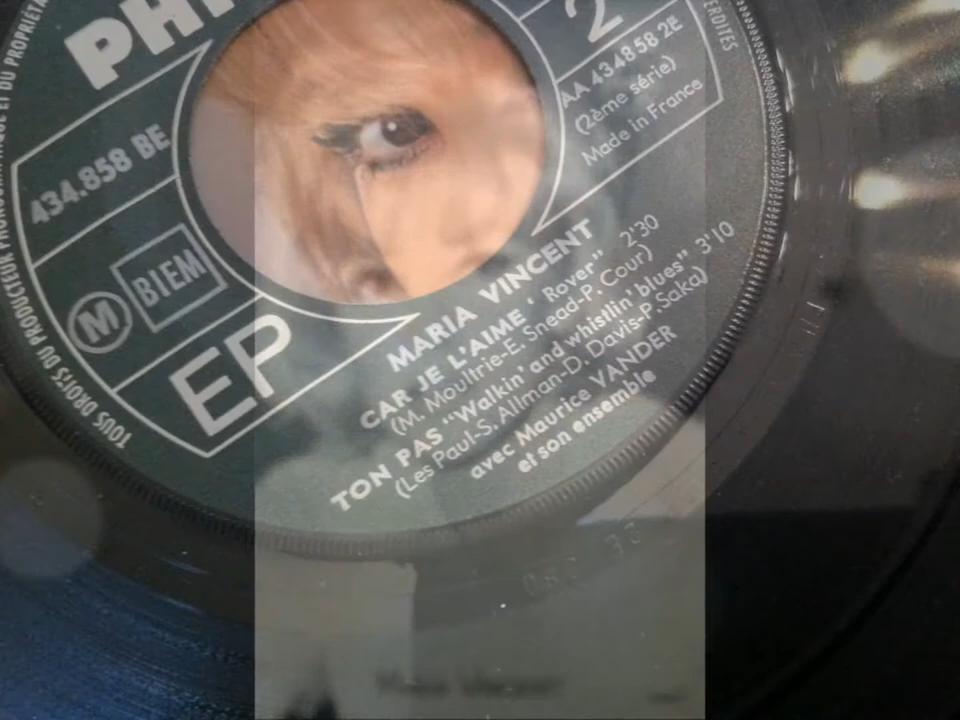 PHI
2
434.858 BE
AA 434858 2E
(2ème série)
Made in France
BIEM
M
EP
MARIA VINCENT
CAR JE L'AIME "Rover" 2'30
(M. Moultrie-E. Snead-P. Cour)
TON PAS "Walkin' and whistlin' blues" 3'10
(Les Paul-S. Allman-D. Davis-P. Saka)
avec Maurice VANDER
et son ensemble
TOUS DROITS DU PRODUCTEUR PHONOGRAPHIQUE ET DU PROPRIÉTA